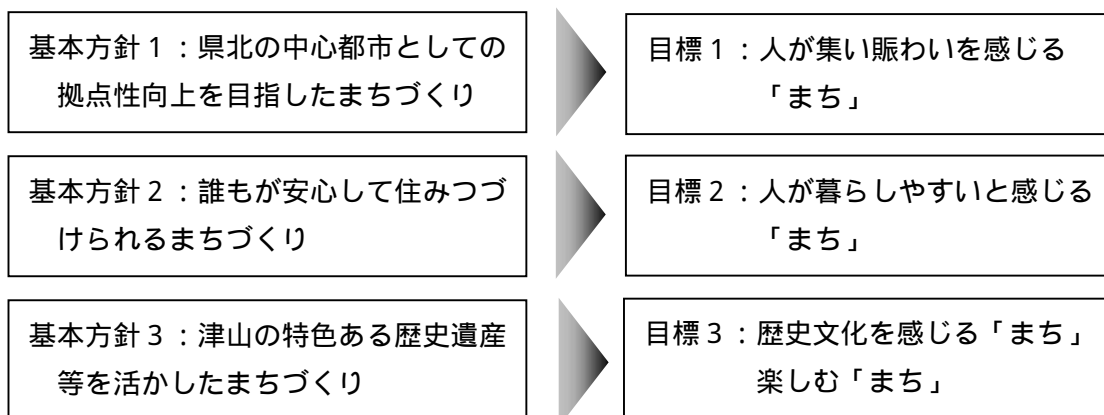 基本方針1：県北の中心都市としての
拠点性向上を目指したまちづくり
目標1：人が集い賑わいを感じる
「まち」
基本方針2：誰もが安心して住みつづ
けられるまちづくり
目標2：人が暮らしやすいと感じる
「まち」
基本方針3：津山の特色ある歴史遺産
等を活かしたまちづくり
目標3：歴史文化を感じる「まち」
楽しむ「まち」